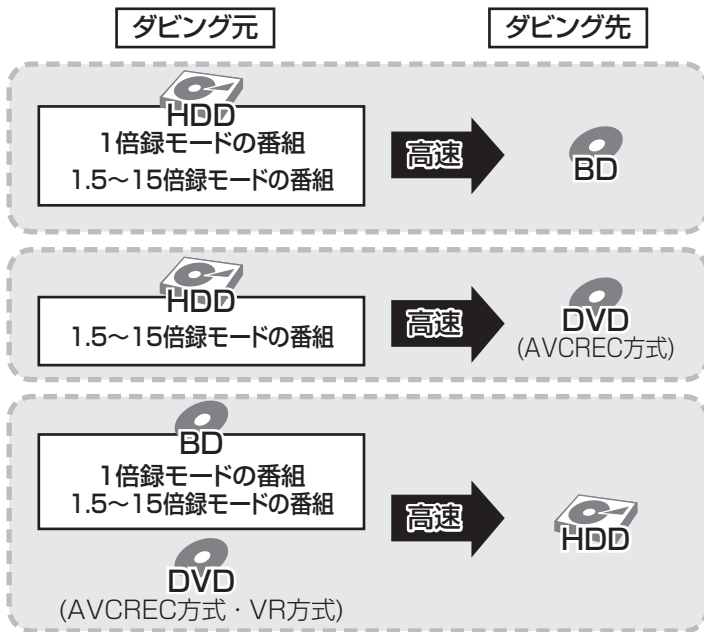 ダビング元
ダビング先
HDD
1倍録モードの番組
1.5～15倍録モードの番組
高速
BD
HDD
1.5～15倍録モードの番組
高速
DVD
(AVCREC方式)
BD
1倍録モードの番組
1.5～15倍録モードの番組
DVD
(AVCREC方式・VR方式)
高速
HDD